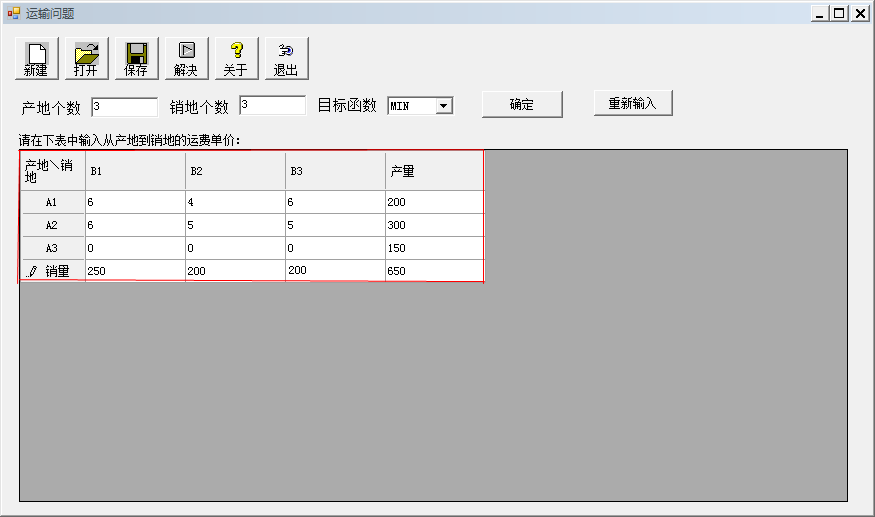 运输问题
新建 打开 保存 解决 关于 退出
产地个数 3 销地个数 3 目标函数 MIN 确定 重新输入
请在下表中输入从产地到销地的运费单价:
产地\销地 B1 B2 B3 产量
A1 6 4 6 200
A2 6 5 5 300
A3 0 0 0 150
销量 250 200 200 650